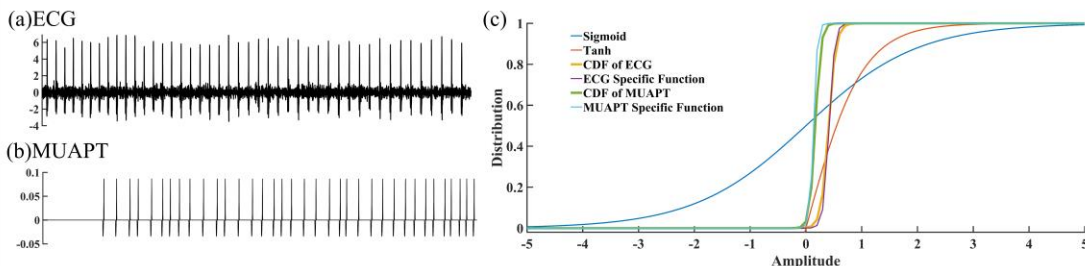 (a)ECG
6
4
2
0
-2
-4
(b)MUAPT
0.1
0.05
0
-0.05
(c)
1
0.8
0.6
0.4
0.2
0
Distribution
Sigmoid
Tanh
CDF of ECG
ECG Specific Function
CDF of MUAPT
MUAPT Specific Function
-5 -4 -3 -2 -1 0 1 2 3 4 5
Amplitude